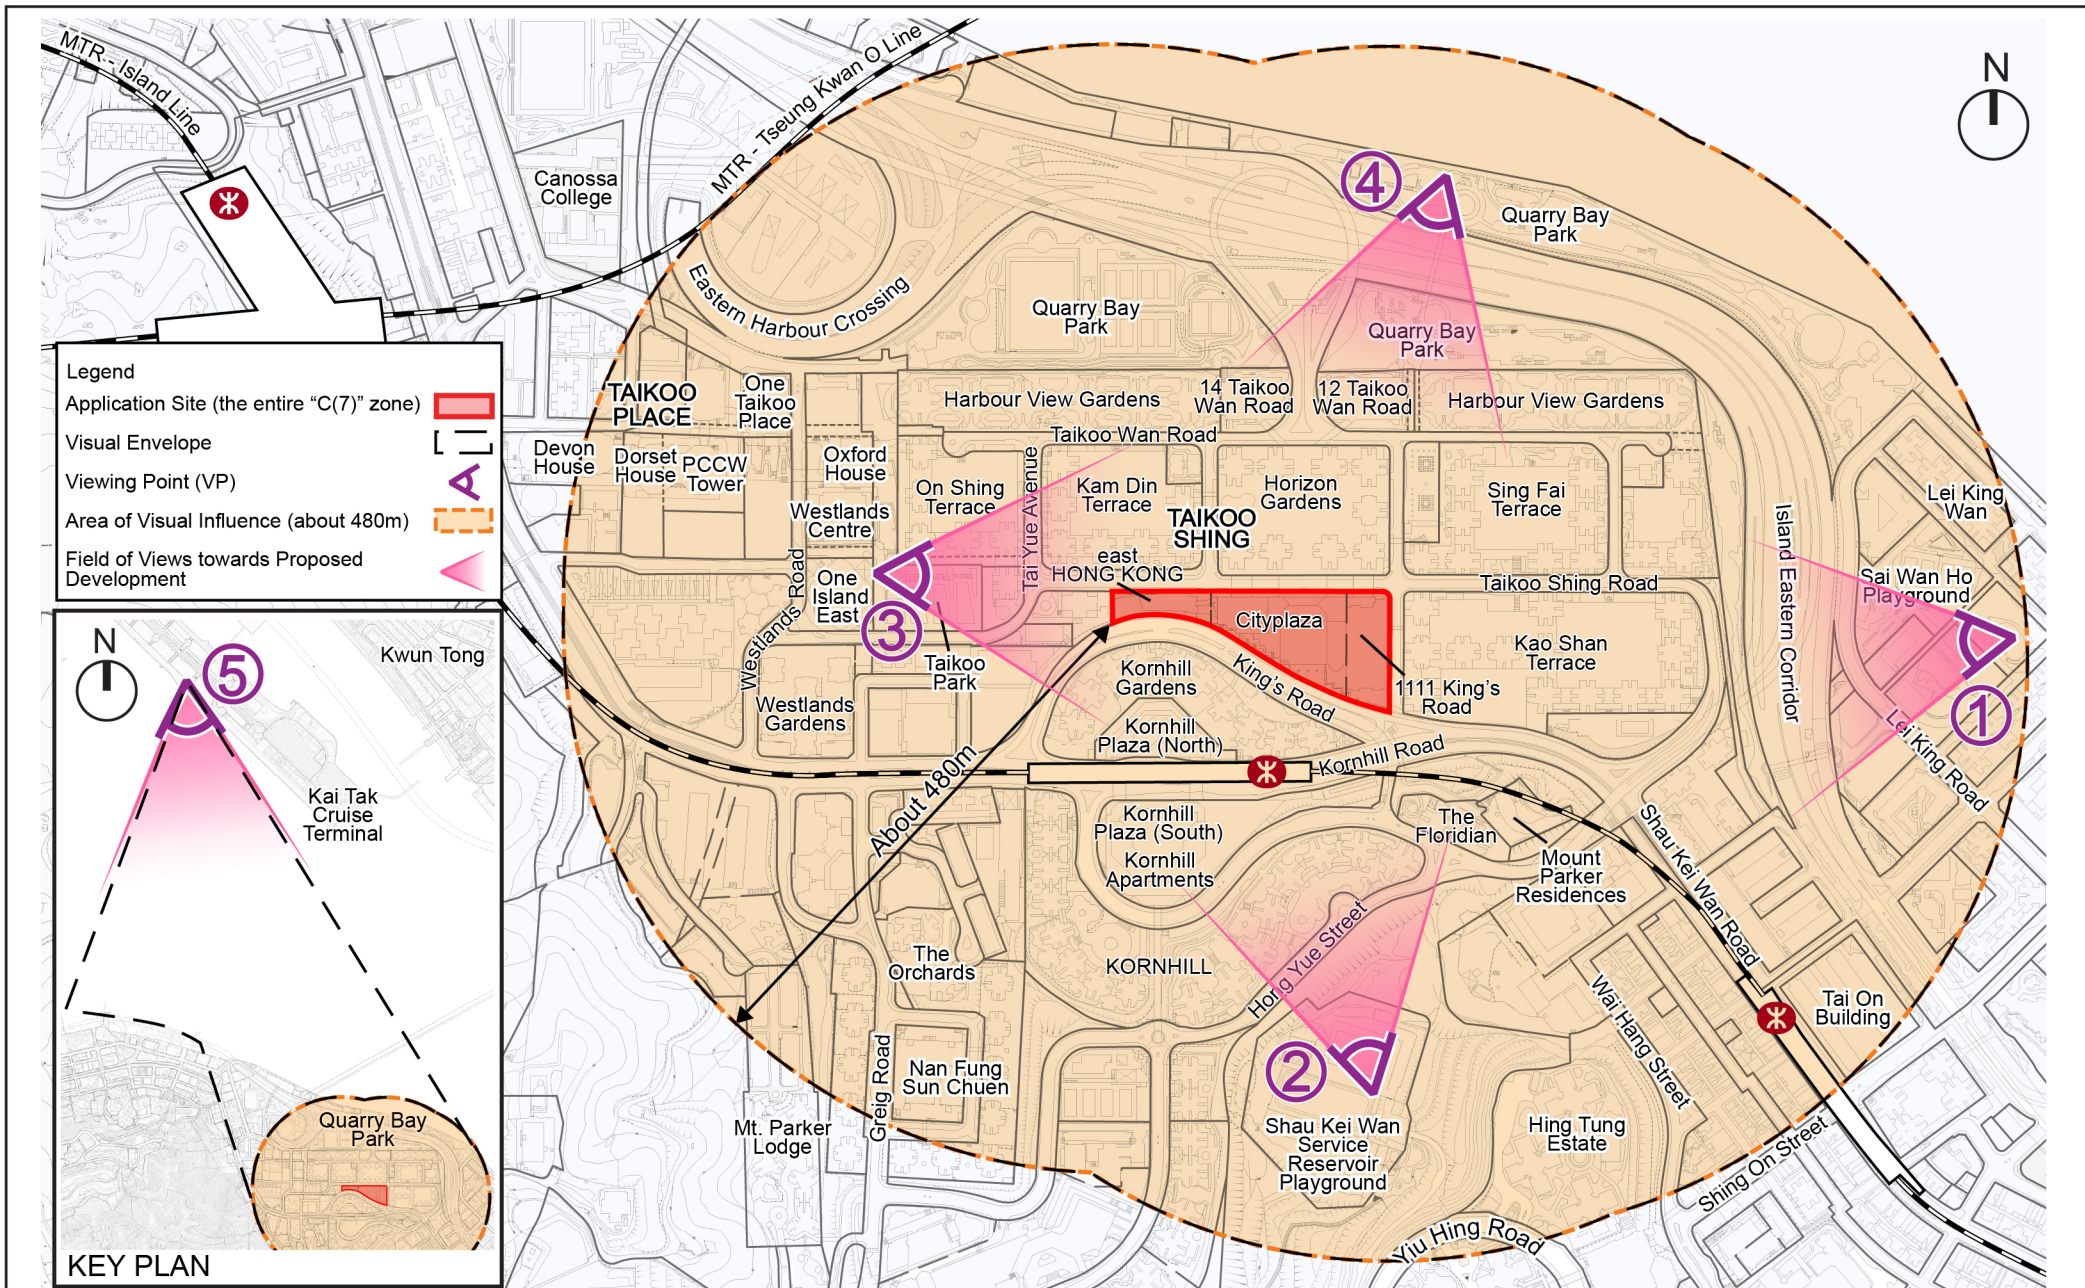 MTR - Island Line
MTR - Tseung Kwan O Line
N
Canossa
College
4
Quarry Bay
Park
Eastern Harbour Crossing
Quarry Bay
Park
Quarry Bay
Park
Legend
Application Site (the entire “C(7)” zone)
Visual Envelope
Viewing Point (VP)
Area of Visual Influence (about 480m)
Field of Views towards Proposed
Development
TAIKOO
PLACE
One
Taikoo
Place
Harbour View Gardens
14 Taikoo
Wan Road
12 Taikoo
Wan Road
Harbour View Gardens
Taikoo Wan Road
Devon
House
Dorset
House
PCCW
Tower
Oxford
House
On Shing
Terrace
Tai Yue Avenue
Kam Din
Terrace
Horizon
Gardens
Sing Fai
Terrace
Lei King
Wan
Westlands
Centre
TAIKOO
SHING
Island Eastern Corridor
east
HONG KONG
Taikoo Shing Road
Sai Wan Ho
Playground
One
Island
East
Westlands Road
3
Cityplaza
Kao Shan
Terrace
1
Taikoo
Park
Kornhill
Gardens
King's Road
1111 King's
Road
Westlands
Gardens
Kornhill
Plaza (North)
Lei King Road
Kornhill Road
About 480m
Kornhill
Plaza (South)
Kornhill
Apartments
The
Floridian
Mount
Parker
Residences
Shau Kei Wan Road
The
Orchards
KORNHILL
Hong Yue Street
Wai Hang Street
Tai On
Building
2
Greig Road
Nan Fung
Sun Chuen
Mt. Parker
Lodge
Shau Kei Wan
Service
Reservoir
Playground
Hing Tung
Estate
Shing On Street
Yiu Hing Road
N
5
Kwun Tong
Kai Tak
Cruise
Terminal
Quarry Bay
Park
KEY PLAN